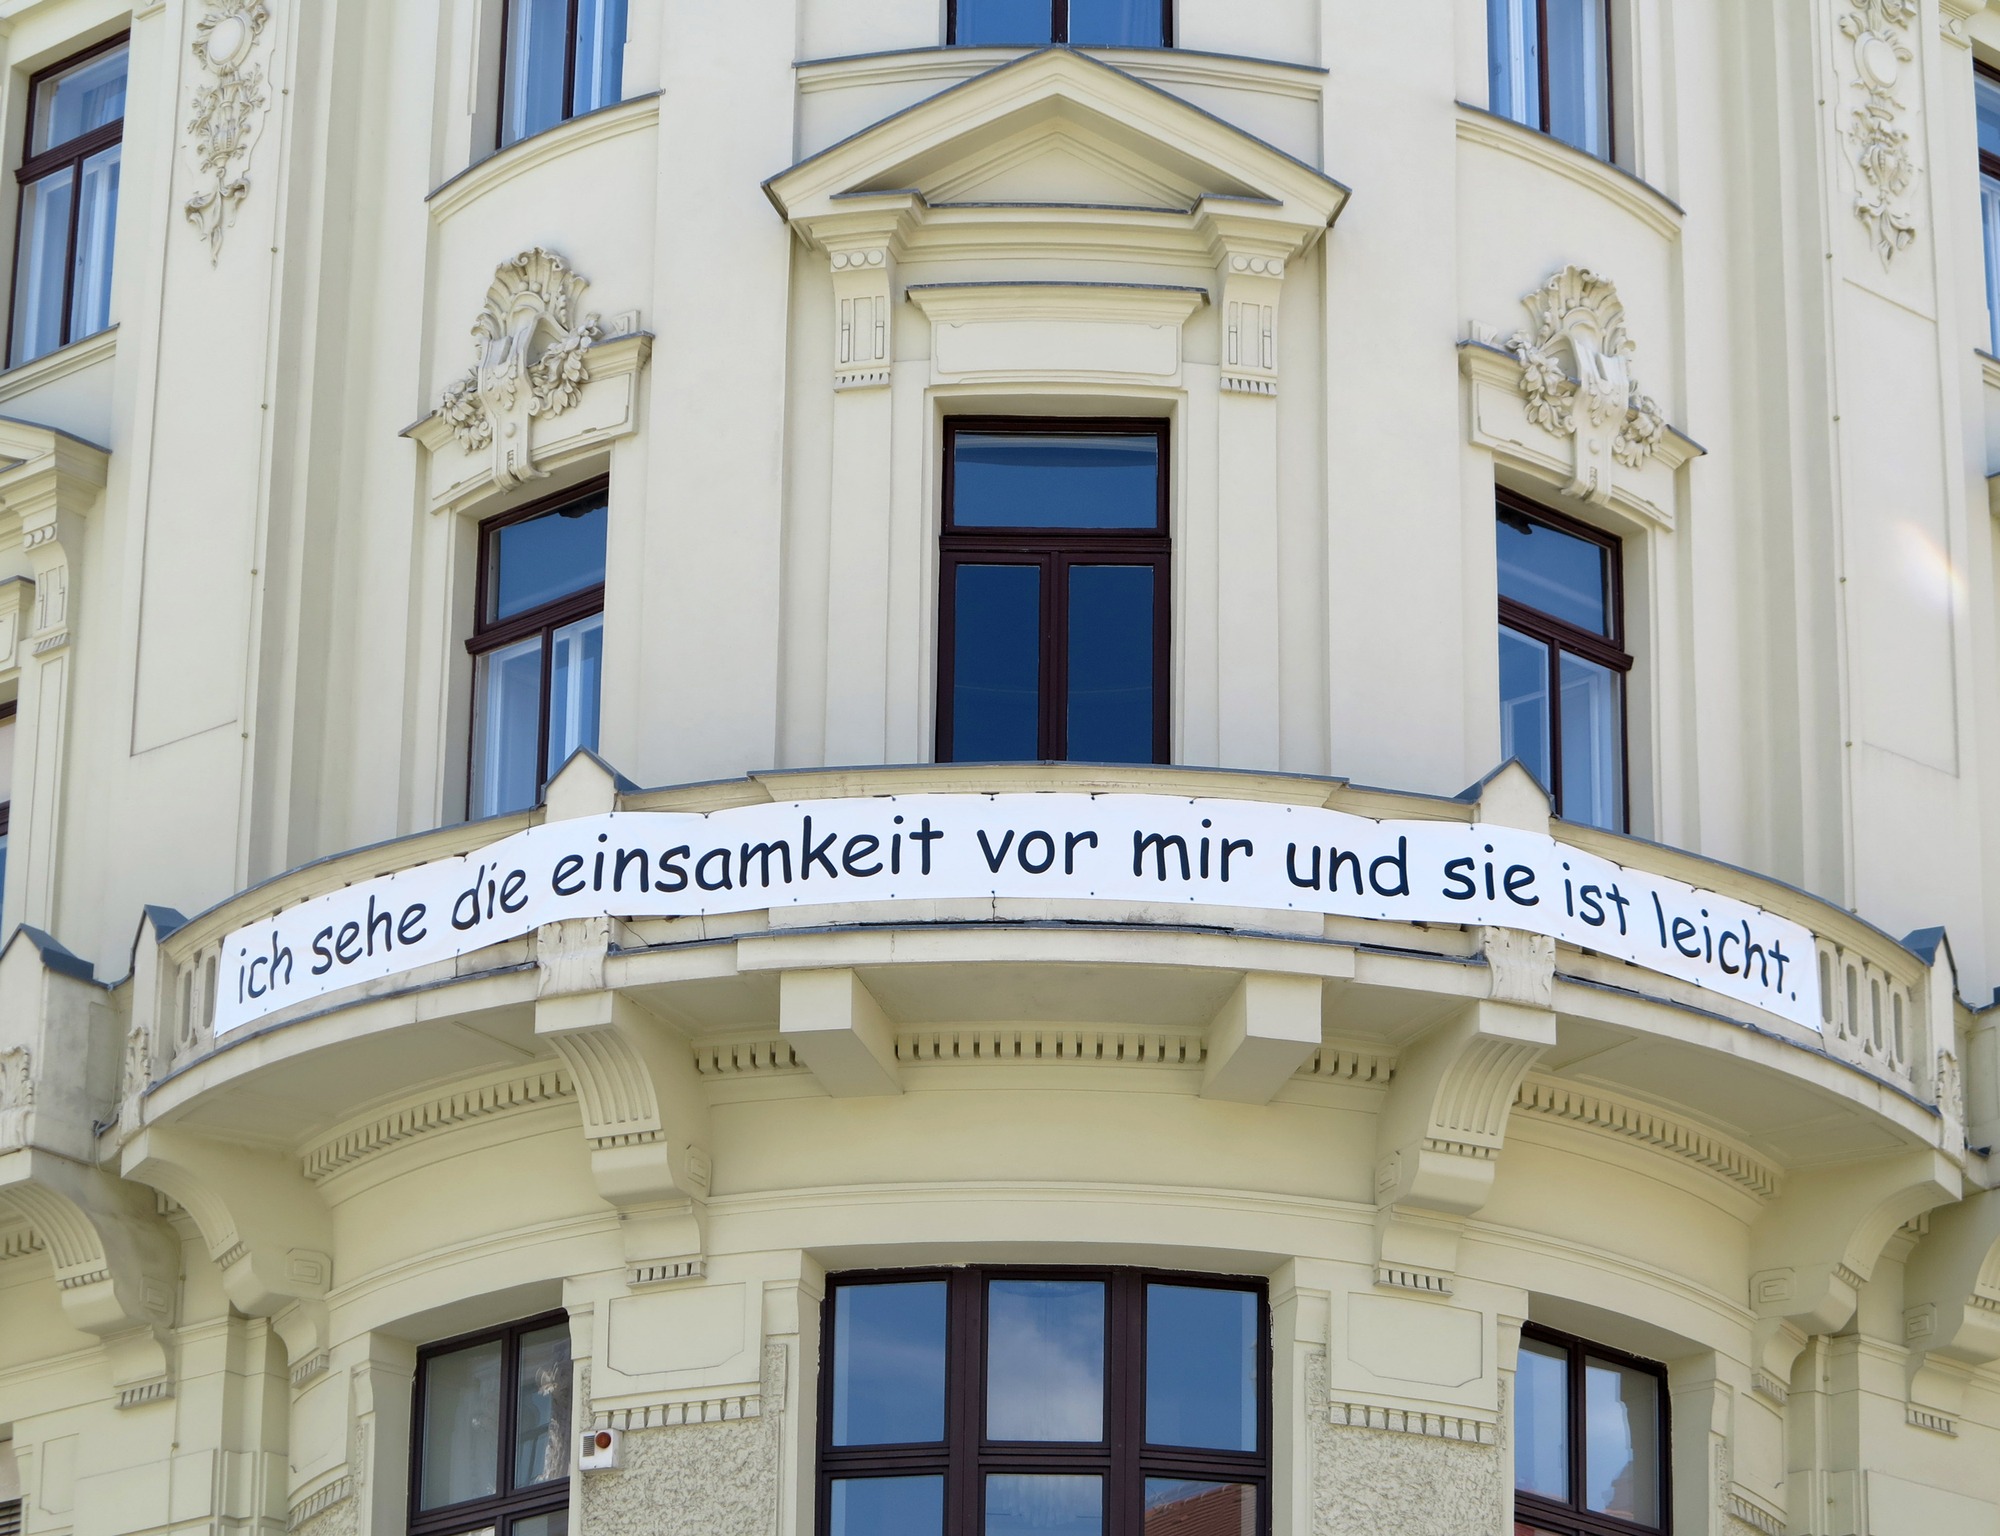 ich sehe die einsamkeit vor mir und sie ist leicht.